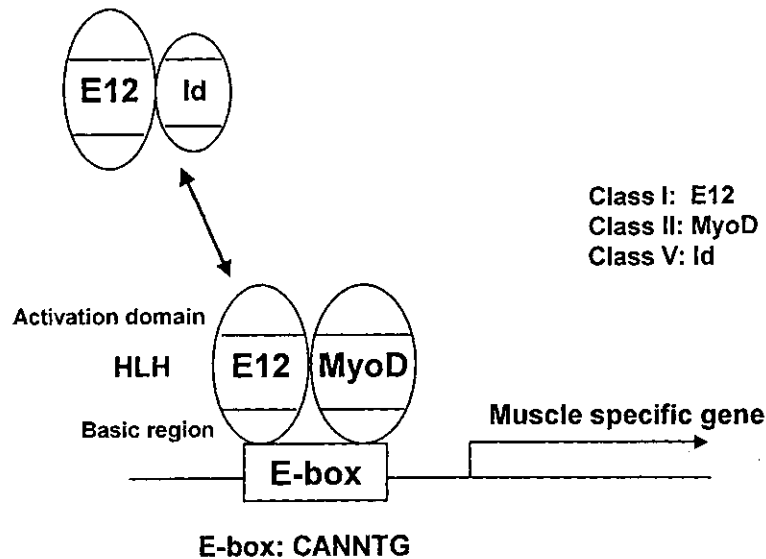 E12 Id
Class I: E12
Class II: MyoD
Class V: Id
Activation domain
HLH
E12 MyoD
Basic region
Muscle specific gene
E-box
E-box: CANNTG